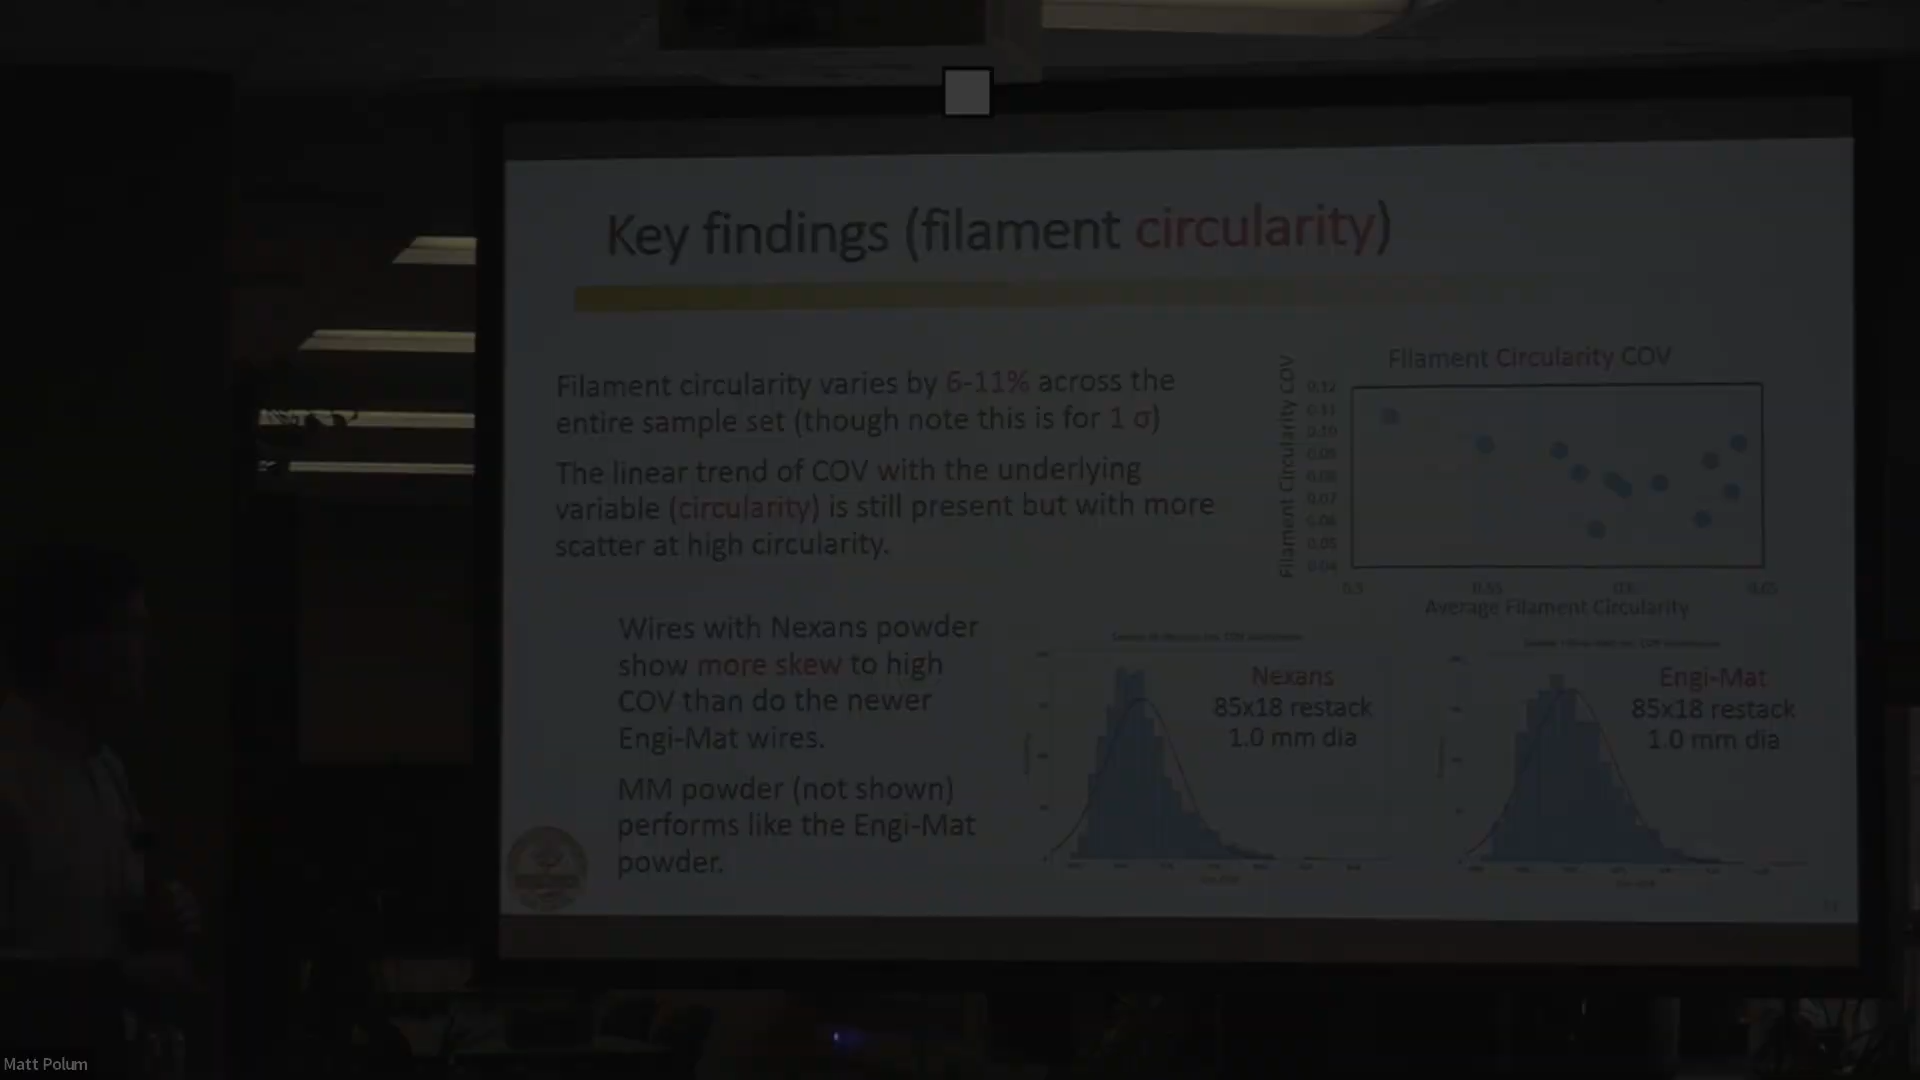 Key findings (filament circularity)
Filament circularity varies by 6-11% across the
entire sample set (though note this is for 1 σ)
The linear trend of COV with the underlying
variable (circularity) is still present but with more
scatter at high circularity.
Wires with Nexans powder
show more skew to high
COV than do the newer
Engi-Mat wires.
MM powder (not shown)
performs like the Engi-Mat
powder.
Filament Circularity COV
Filament Circularity COV
0.12
0.11
0.10
0.09
0.08
0.07
0.06
0.05
0.04
0.5
0.55
0.6
0.65
Average Filament Circularity
Nexans
85x18 restack
1.0 mm dia
Engi-Mat
85x18 restack
1.0 mm dia
Matt Polum